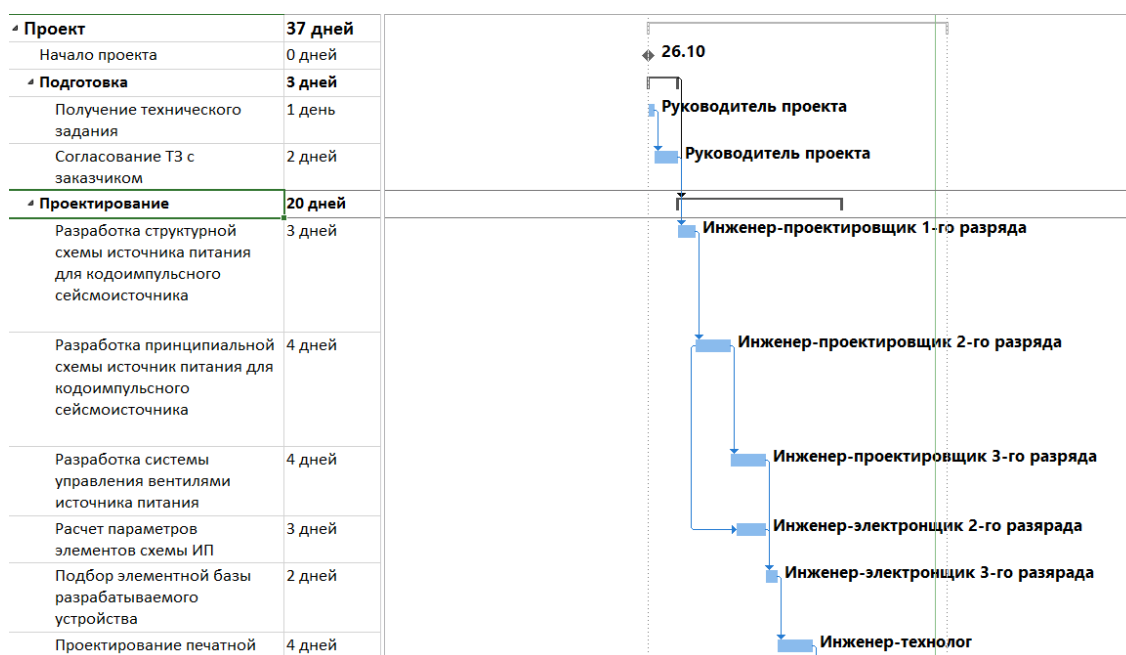 Проект 37 дней
Начало проекта 0 дней 26.10
Подготовка 3 дней
Получение технического 1 день Руководитель проекта
задания
Согласование ТЗ с 2 дней Руководитель проекта
заказчиком
Проектирование 20 дней
Разработка структурной 3 дней Инженер-проектировщик 1-го разряда
схемы источника питания
для кодоимпульсного
сейсмоисточника
Разработка принципиальной 4 дней Инженер-проектировщик 2-го разряда
схемы источник питания для
кодоимпульсного
сейсмоисточника
Разработка системы 4 дней Инженер-проектировщик 3-го разряда
управления вентилями
источника питания
Расчет параметров 3 дней Инженер-электронщик 2-го разярада
элементов схемы ИП
Подбор элементной базы 2 дней Инженер-электронщик 3-го разярада
разрабатываемого
устройства
Проектирование печатной 4 дней Инженер-технолог